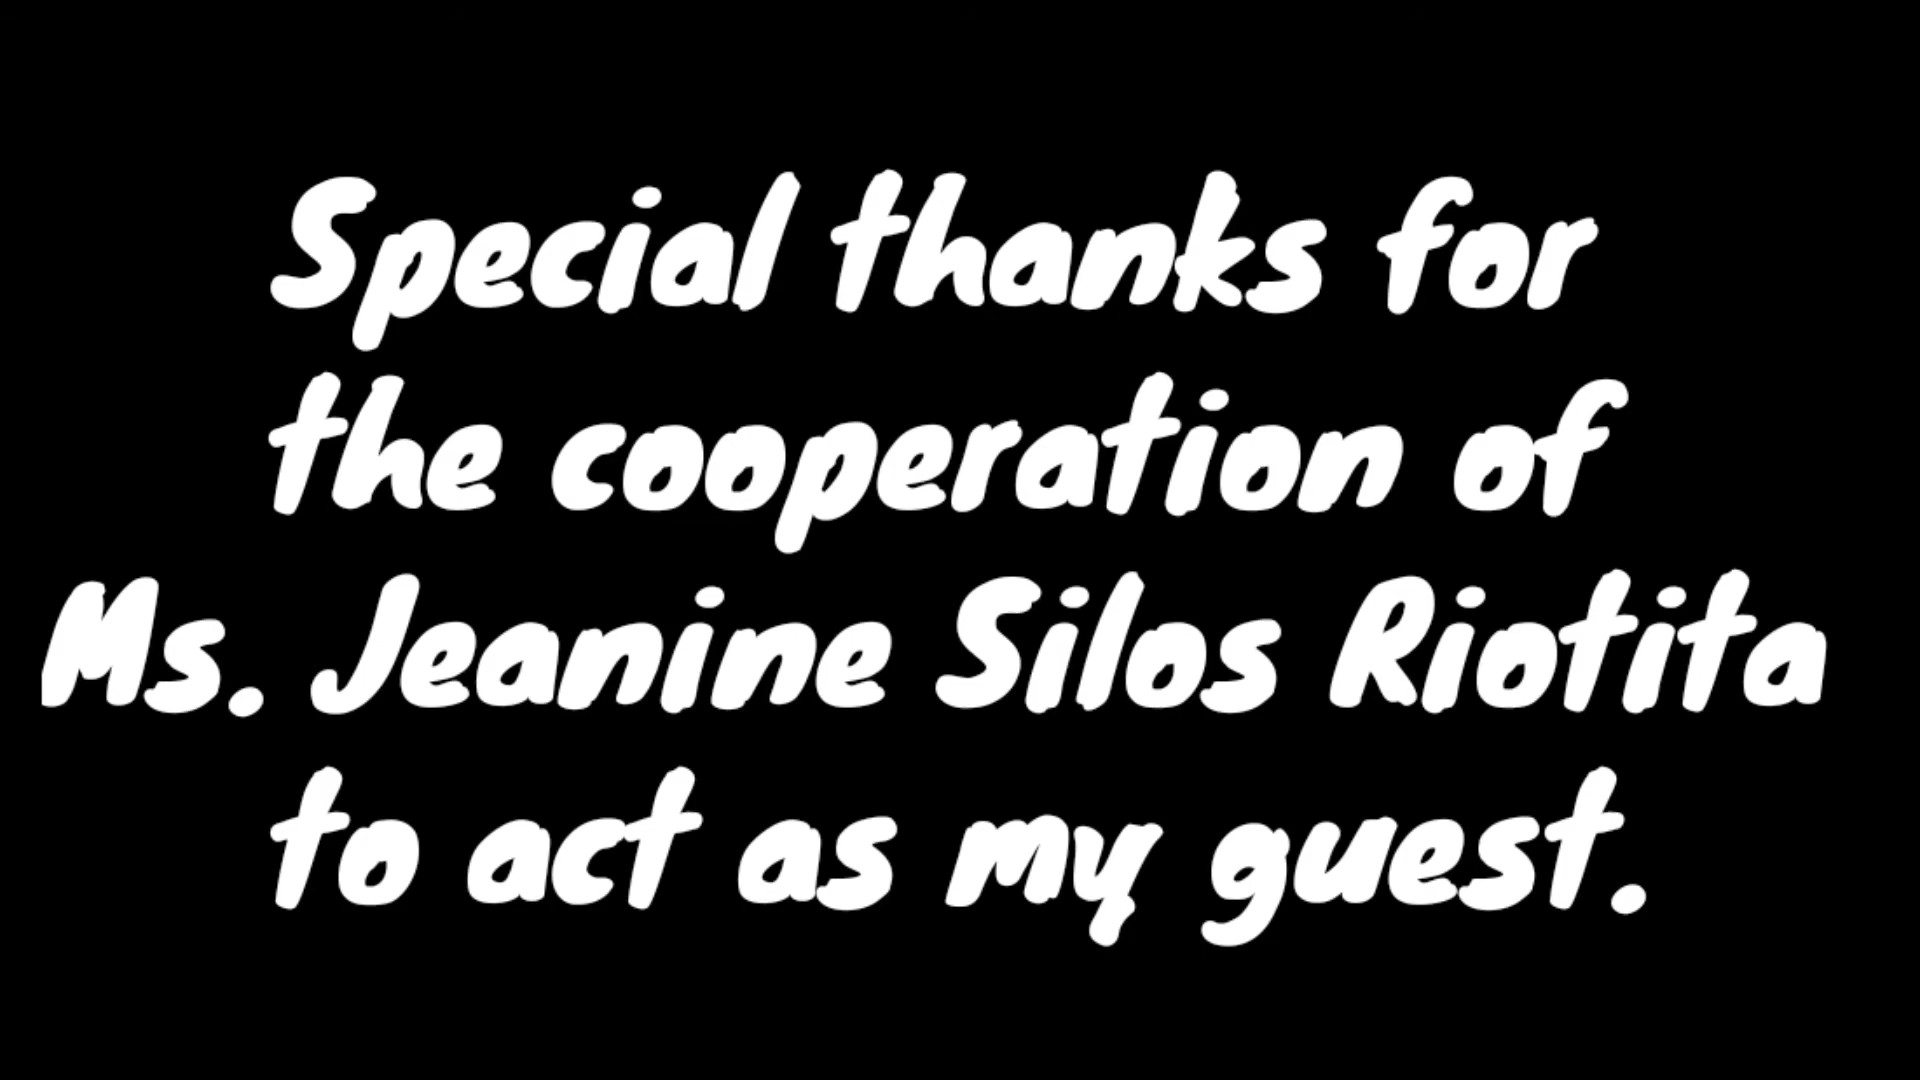 Special thanks for
the cooperation of
Ms. Jeanine Silos Riotita
to act as my guest.